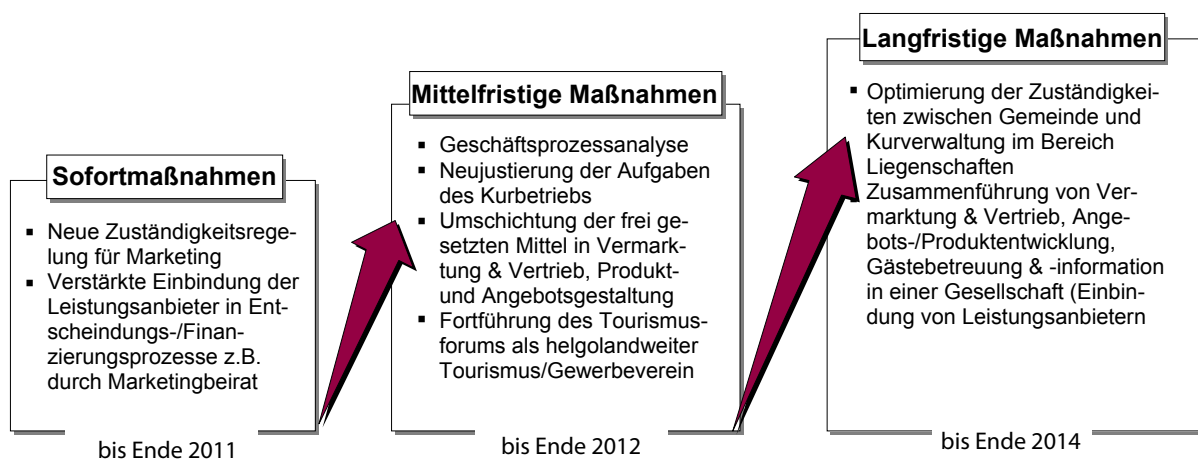 Sofortmaßnahmen
▪ Neue Zuständigkeitsrege-
lung für Marketing
▪ Verstärkte Einbindung der
Leistungsanbieter in Ent-
scheindungs-/Finan-
zierungsprozesse z.B.
durch Marketingbeirat
bis Ende 2011
Mittelfristige Maßnahmen
▪ Geschäftsprozessanalyse
▪ Neujustierung der Aufgaben
des Kurbetriebs
▪ Umschichtung der frei ge-
setzten Mittel in Vermark-
tung & Vertrieb, Produkt-
und Angebotsgestaltung
▪ Fortführung des Tourismus-
forums als helgolandweiter
Tourismus/Gewerbeverein
bis Ende 2012
Langfristige Maßnahmen
▪ Optimierung der Zuständigkei-
ten zwischen Gemeinde und
Kurverwaltung im Bereich
Liegenschaften
▪ Zusammenführung von Ver-
marktung & Vertrieb, Ange-
bots-/Produktentwicklung,
Gästebetreuung & -information
in einer Gesellschaft (Einbin-
dung von Leistungsanbietern
bis Ende 2014